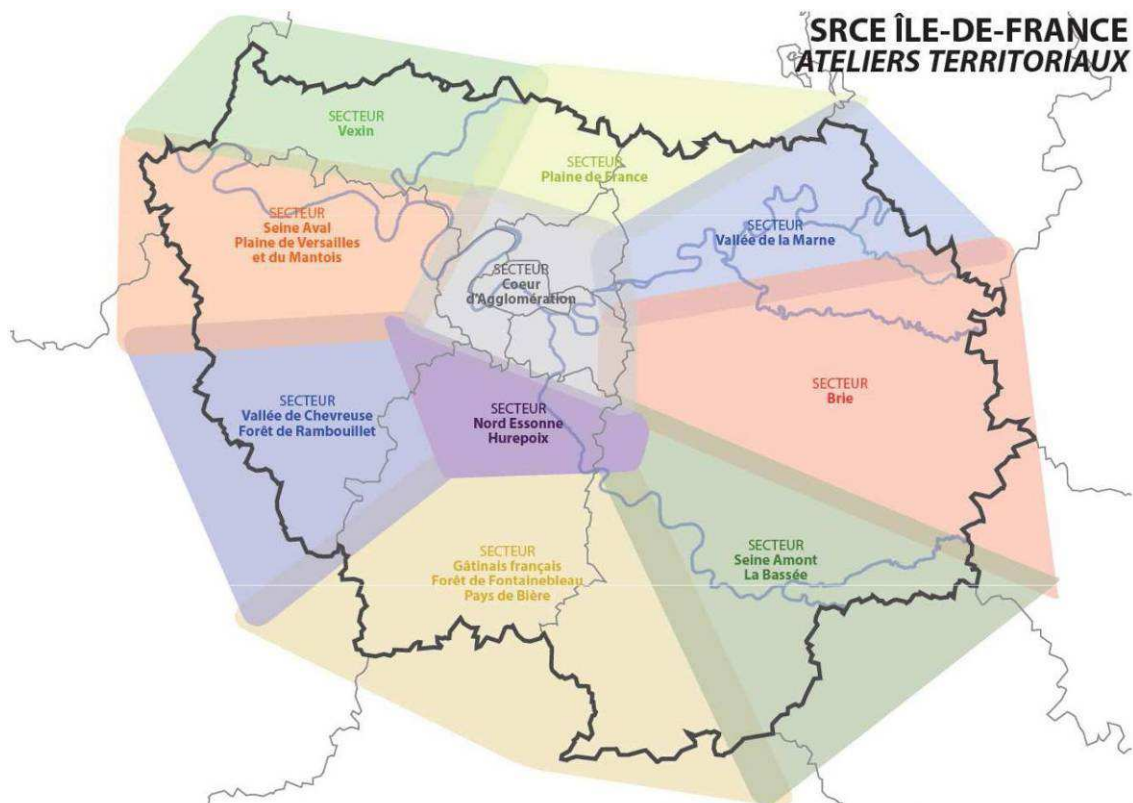 SRCE ÎLE-DE-FRANCE
ATELIERS TERRITORIAUX
SECTEUR
Vexin
SECTEUR
Plaine de France
SECTEUR
Seine Aval
Plaine de Versailles
et du Mantois
SECTEUR
Vallée de la Marne
SECTEUR
Coeur
d'Agglomération
SECTEUR
Brie
SECTEUR
Vallée de Chevreuse
Forêt de Rambouillet
SECTEUR
Nord Essonne
Hurepoix
SECTEUR
Gâtinais français
Forêt de Fontainebleau
Pays de Bière
SECTEUR
Seine Amont
La Bassée